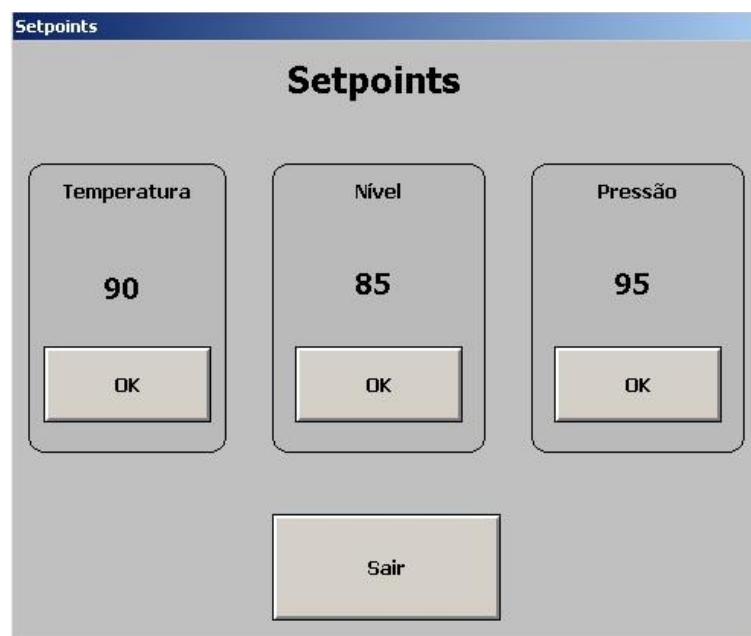 Setpoints
Setpoints
Temperatura
Nível
Pressão
90
85
95
OK
OK
OK
Sair